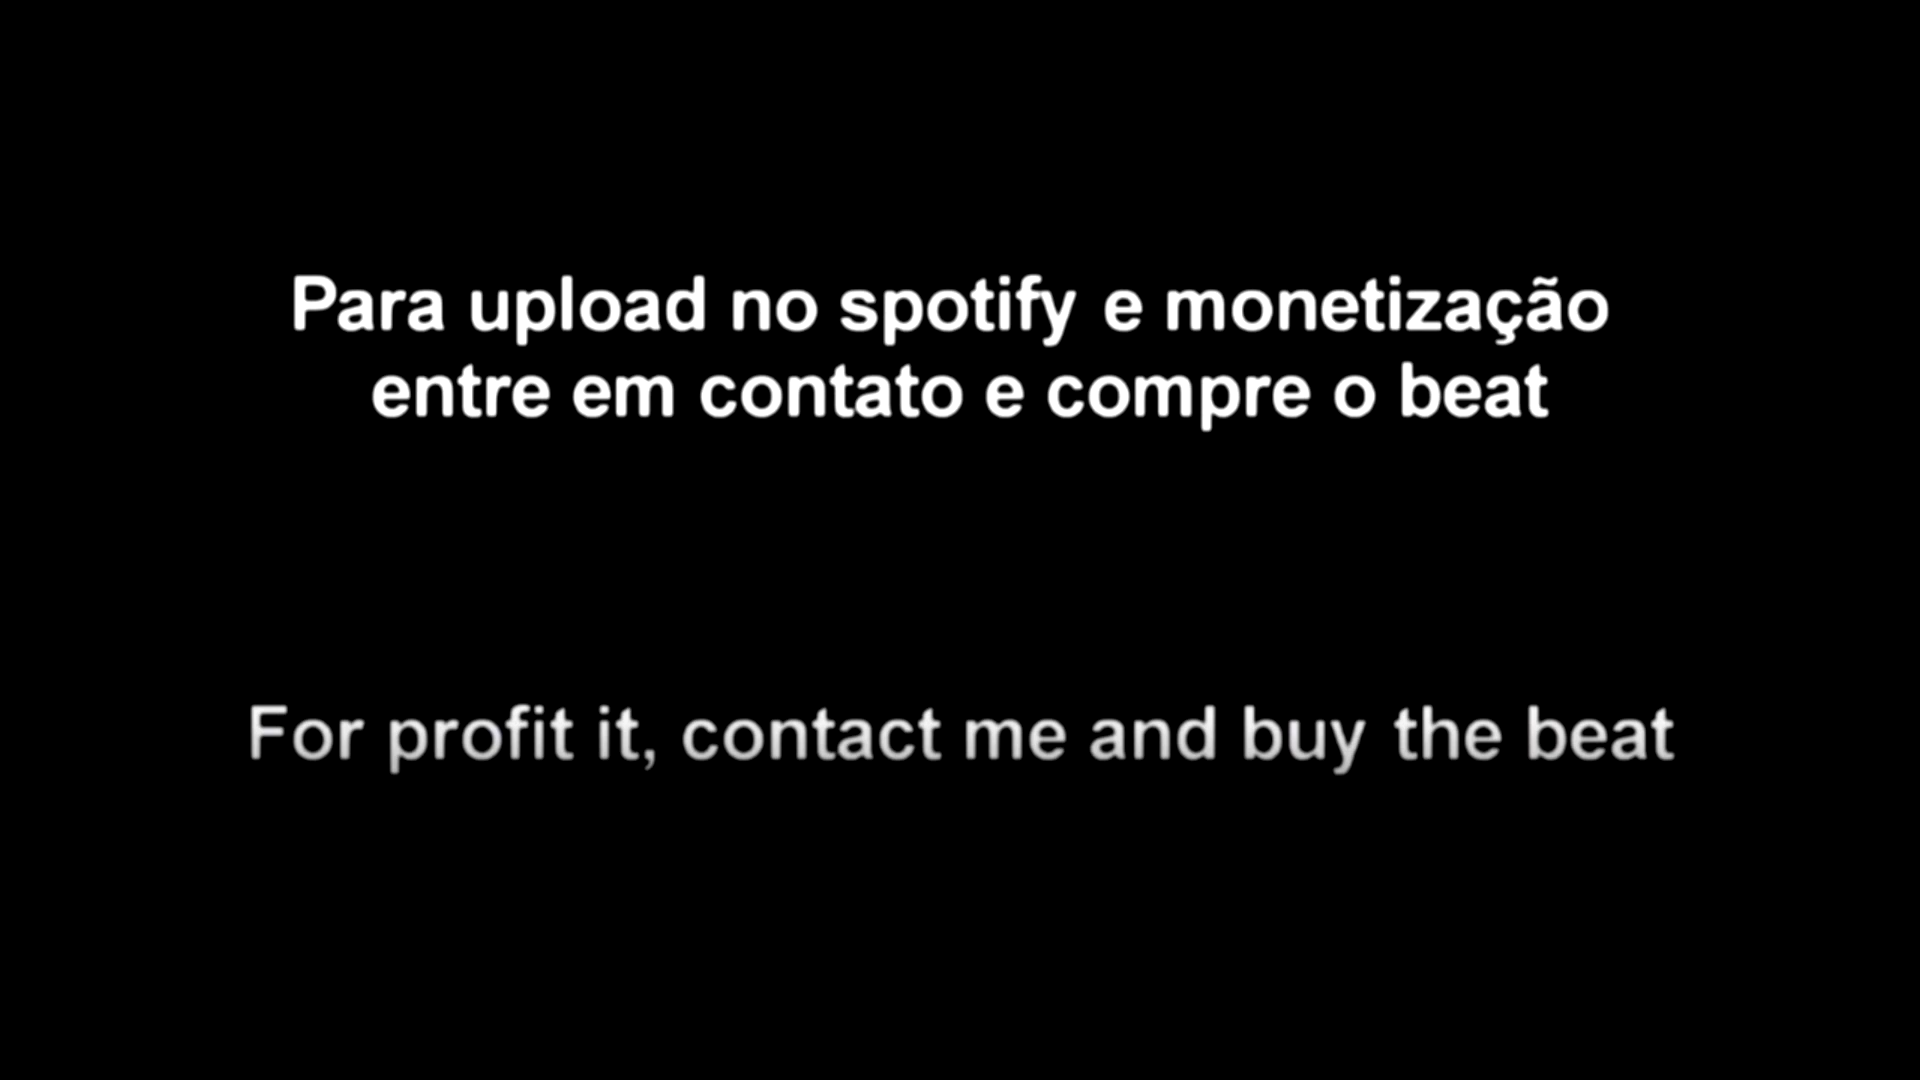 Para upload no spotify e monetização
entre em contato e compre o beat
For profit it, contact me and buy the beat